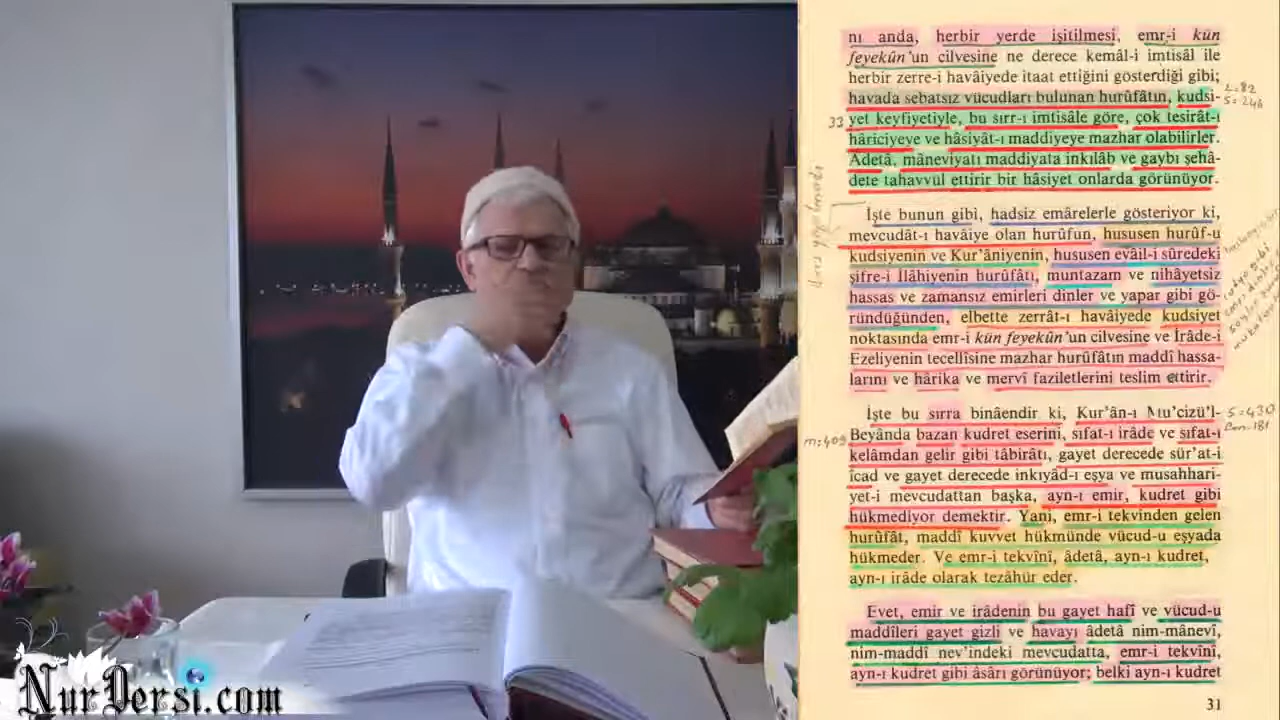 nı anda, herbir yerde işitilmesi, emr-i kün
feyekûn'un cilvesine ne derece kemâl-i imtisâl ile
herbir zerre-i havâiyede itaat ettiğini gösterdiği gibi;
havada sebatsız vücudları bulunan hurûfâtın, kudsi-
yet keyfiyetiyle, bu sırr-ı imtisâle göre, çok tesirât-ı
hâriciyeye ve hâsiyât-ı maddiyeye mazhar olabilirler.
Adetâ, mâneviyatı maddiyata inkılâb ve gaybı şehâ-
dete tahavvül ettirir bir hâsiyet onlarda görünüyor.
İşte bunun gibi, hadsiz emârelerle gösteriyor ki,
mevcudât-ı havâiye olan hurûfun, hususen hurûf-u
kudsiyenin ve Kur'âniyenin, hususen evâil-i sûredeki
şifre-i İlâhiyenin hurûfâtı, muntazam ve nihâyetsiz
hassas ve zamansız emirleri dinler ve yapar gibi gö-
ründüğünden, elbette zerrât-ı havâiyede kudsiyet
noktasında emr-i kün feyekûn'un cilvesine ve İrâde-i
Ezeliyenin tecellîsine mazhar hurûfâtın maddî hassa-
larını ve hârika ve mervî faziletlerini teslim ettirir.
İşte bu sırra binâendir ki, Kur'ân-ı Mu'cizü'l-
Beyânda bazan kudret eserini, sıfat-ı irâde ve sıfat-ı
kelâmdan gelir gibi tâbirâtı, gayet derecede sür'at-i
îcad ve gayet derecede inkıyâd-ı eşya ve musahhari-
yet-i mevcudattan başka, ayn-ı emir, kudret gibi
hükmediyor demektir. Yani, emr-i tekvinden gelen
hurûfât, maddî kuvvet hükmünde vücud-u eşyada
hükmeder. Ve emr-i tekvinî, âdetâ, ayn-ı kudret,
ayn-ı irâde olarak tezâhür eder.
Evet, emir ve irâdenin bu gayet hafî ve vücud-u
maddîleri gayet gizli ve havayı âdetâ nim-mânevî,
nim-maddî nev'indeki mevcudatta, emr-i tekvînî,
ayn-ı kudret gibi âsârı görünüyor; belki ayn-ı kudret
31
33
S=246
m=409
S=430
NurDersi.com